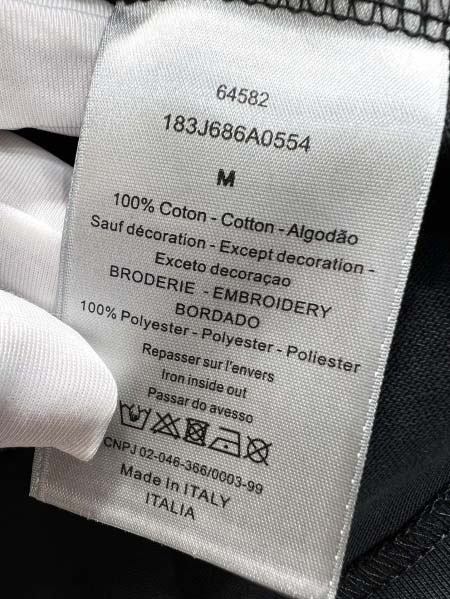 64582
183J686A0554
M
100% Coton - Cotton - Algodão
Sauf décoration - Except decoration -
Exceto decoraçao
BRODERIE - EMBROIDERY
BORDADO
100% Polyester - Polyester - Poliester
Repasser sur l'envers
Iron inside out
Passar do avesso
CNPJ 02-046-366/0003-99
Made In ITALY
ITALIA